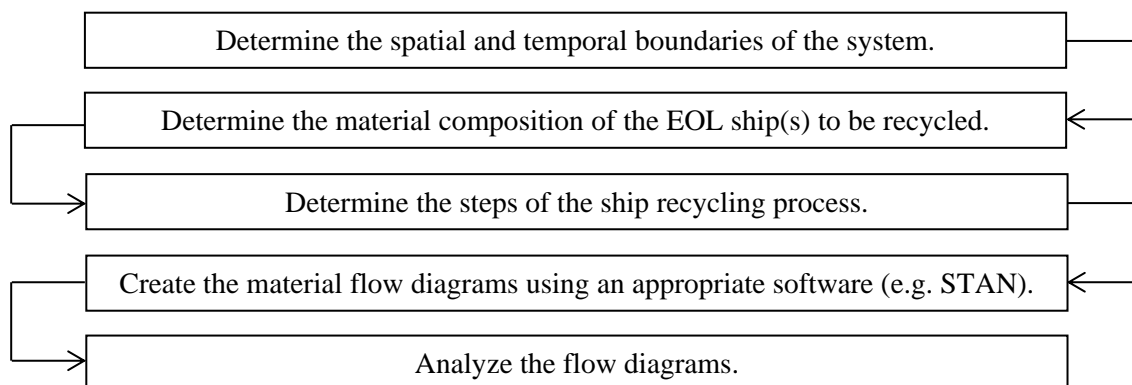 Determine the spatial and temporal boundaries of the system.
Determine the material composition of the EOL ship(s) to be recycled.
Determine the steps of the ship recycling process.
Create the material flow diagrams using an appropriate software (e.g. STAN).
Analyze the flow diagrams.